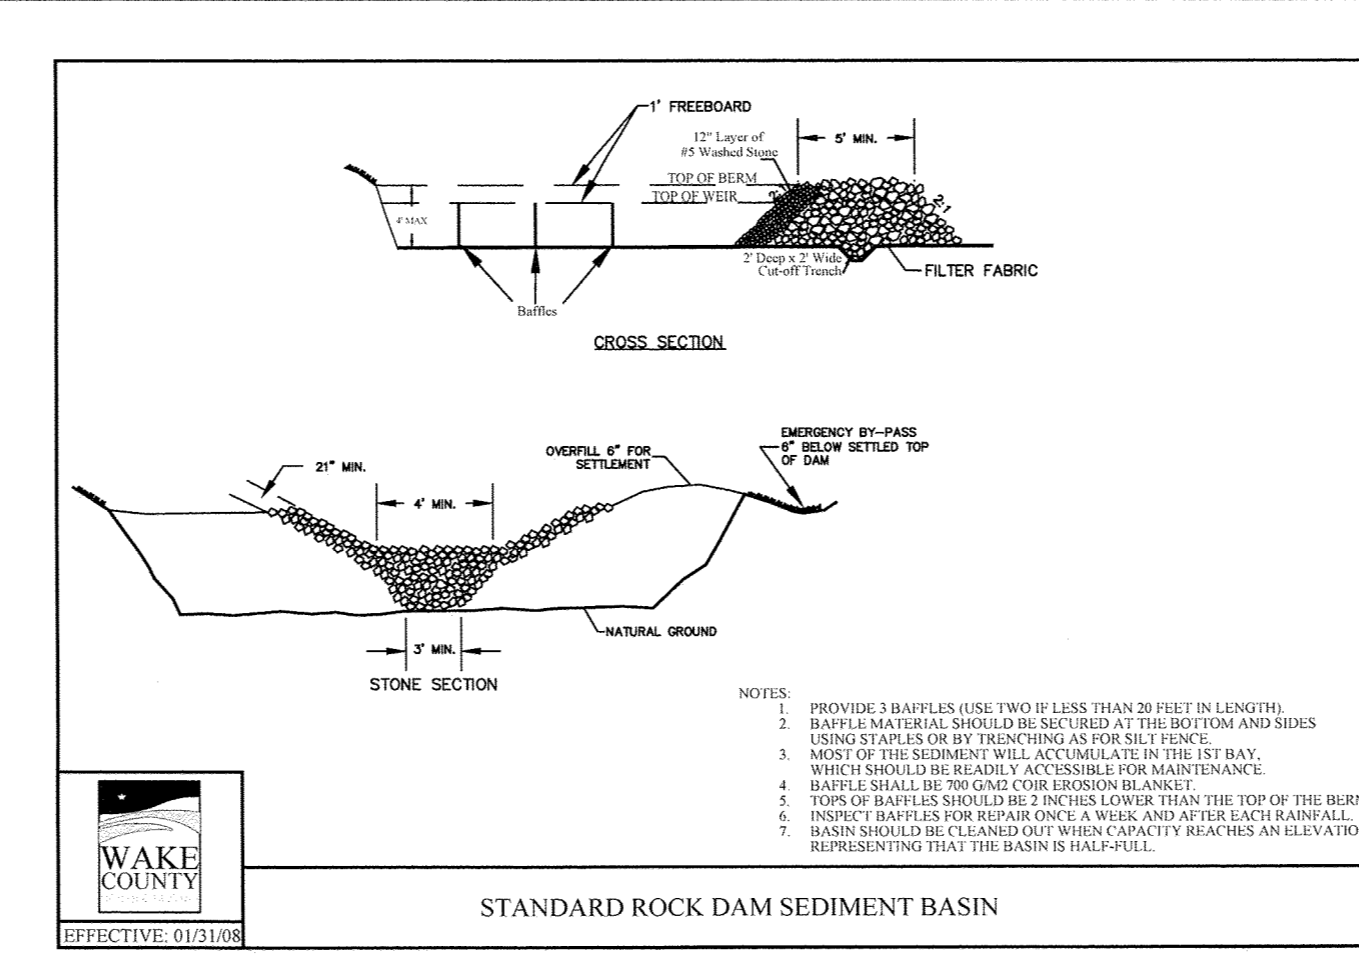 1' FREEBOARD
12" Layer of
#5 Washed Stone
5' MIN.
TOP OF BERM
TOP OF WEIR
2:1
4' MAX
2' Deep x 2' Wide
Cut-off Trench
FILTER FABRIC
Baffles
CROSS SECTION
EMERGENCY BY-PASS
6" BELOW SETTLED TOP
OF DAM
OVERFILL 6" FOR
SETTLEMENT
21" MIN.
4' MIN.
NATURAL GROUND
3' MIN.
STONE SECTION
NOTES:
1. PROVIDE 3 BAFFLES (USE TWO IF LESS THAN 20 FEET IN LENGTH).
2. BAFFLE MATERIAL SHOULD BE SECURED AT THE BOTTOM AND SIDES
USING STAPLES OR BY TRENCHING AS FOR SILT FENCE.
3. MOST OF THE SEDIMENT WILL ACCUMULATE IN THE 1ST BAY,
WHICH SHOULD BE READILY ACCESSIBLE FOR MAINTENANCE.
4. BAFFLE SHALL BE 700 G/M2 COIR EROSION BLANKET.
5. TOPS OF BAFFLES SHOULD BE 2 INCHES LOWER THAN THE TOP OF THE BERM
6. INSPECT BAFFLES FOR REPAIR ONCE A WEEK AND AFTER EACH RAINFALL.
7. BASIN SHOULD BE CLEANED OUT WHEN CAPACITY REACHES AN ELEVATIO
REPRESENTING THAT THE BASIN IS HALF-FULL.
WAKE
COUNTY
STANDARD ROCK DAM SEDIMENT BASIN
EFFECTIVE: 01/31/08